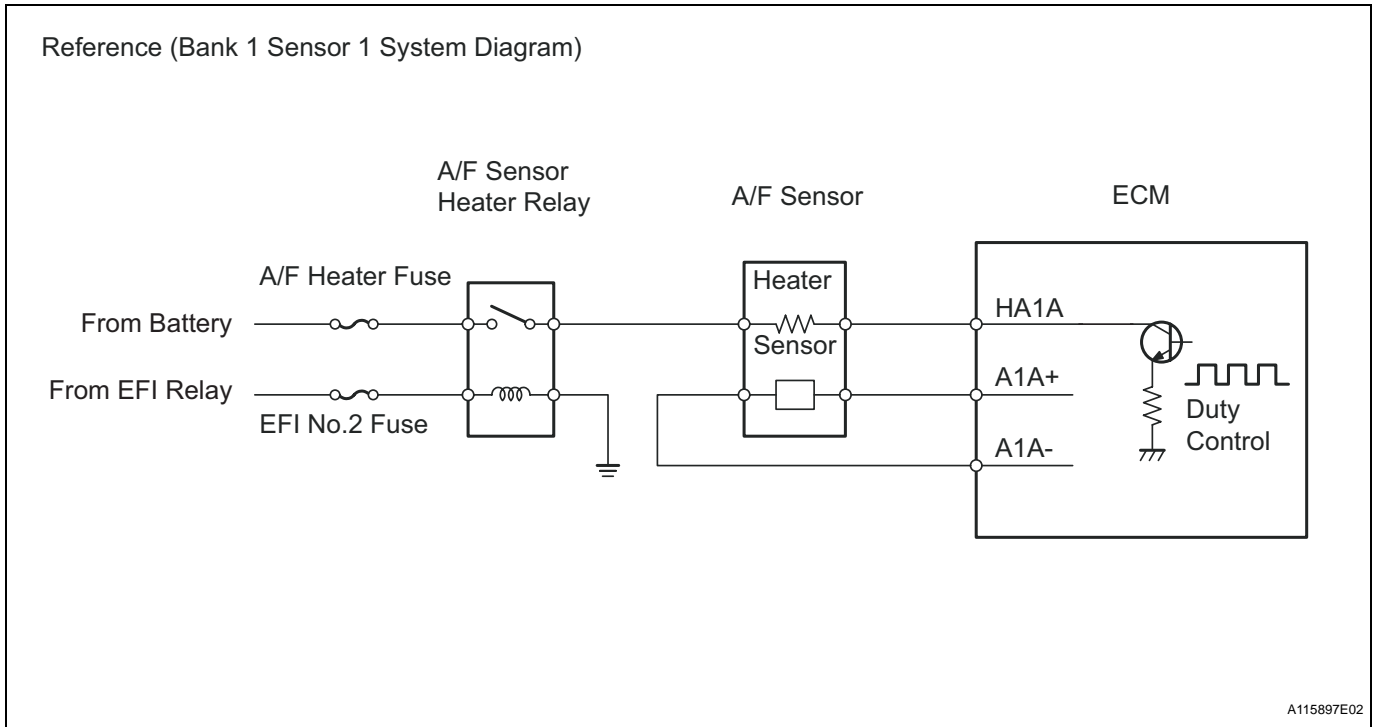 Reference (Bank 1 Sensor 1 System Diagram)
A/F Sensor
Heater Relay
A/F Sensor
ECM
A/F Heater Fuse
Heater
From Battery
HA1A
Sensor
From EFI Relay
A1A+
EFI No.2 Fuse
Duty
Control
A1A-
A115897E02